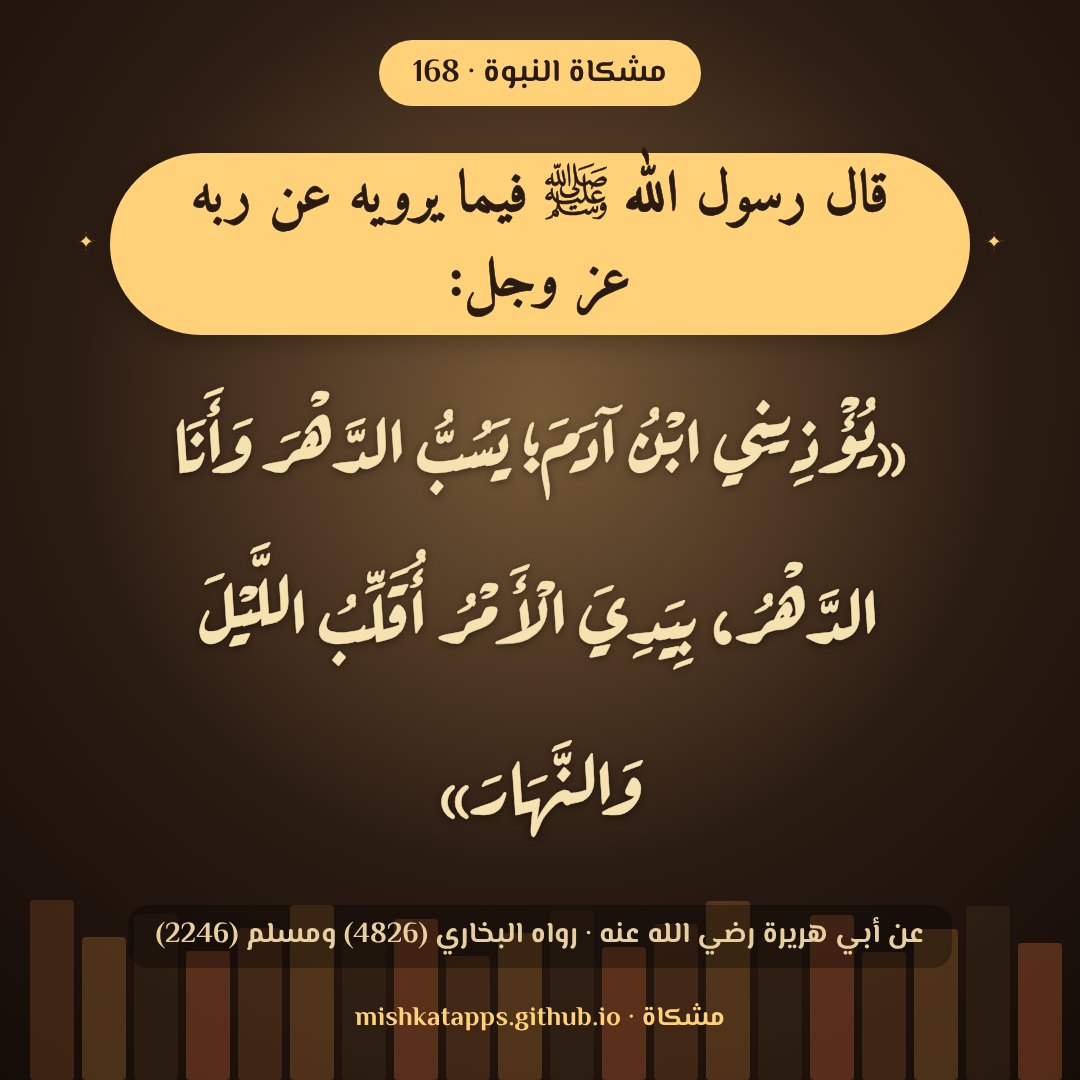 مشكاة النبوة · 168
قال رسول الله ﷺ فيما يرويه عن ربه
عز وجل:
«يُؤْذِينِي ابْنُ آدَمَ؛ يَسُبُّ الدَّهْرَ وَأَنَا
الدَّهْرُ، بِيَدِيَ الْأَمْرُ أُقَلِّبُ اللَّيْلَ
وَالنَّهَارَ»
عن أبي هريرة رضي الله عنه · رواه البخاري (4826) ومسلم (2246)
مشكاة · mishkatapps.github.io